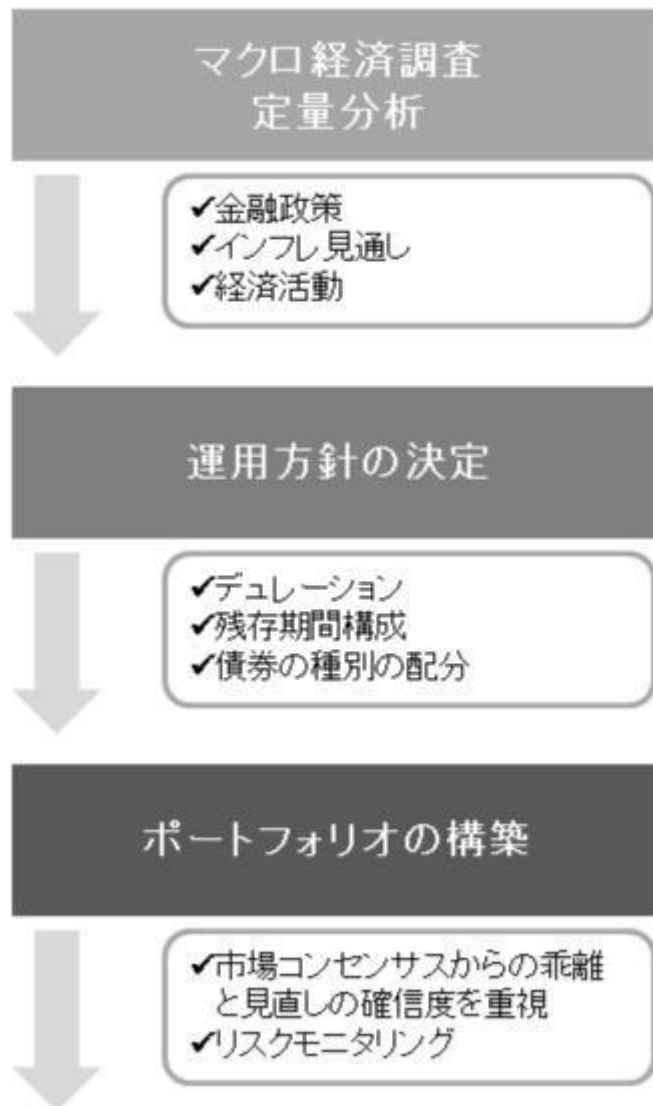 マクロ経済調査
定量分析
✔金融政策
✔インフレ見通し
✔経済活動
運用方針の決定
✔デュレーション
✔残存期間構成
✔債券の種別の配分
ポートフォリオの構築
✔市場コンセンサスからの乖離
と見直しの確信度を重視
✔リスクモニタリング